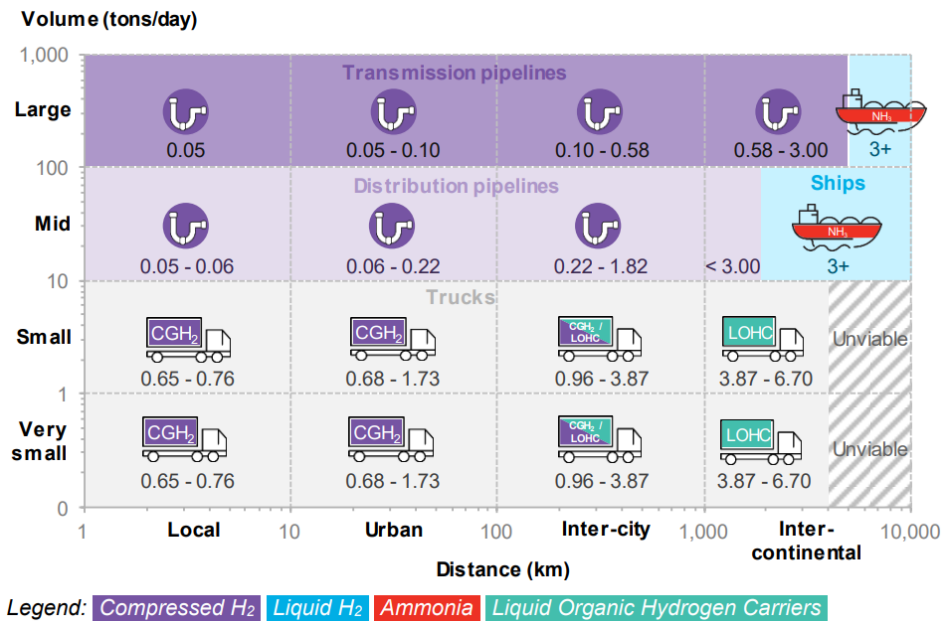 Volume (tons/day)
1,000
Transmission pipelines
Large
NH₃
0.05
0.05 - 0.10
0.10 - 0.58
0.58 - 3.00
3+
100
Distribution pipelines
Ships
Mid
NH₃
0.05 - 0.06
0.06 - 0.22
0.22 - 1.82
< 3.00
3+
10
Trucks
Small
CGH₂
CGH₂
CGH₂ /
LOHC
LOHC
Unviable
0.65 - 0.76
0.68 - 1.73
0.96 - 3.87
3.87 - 6.70
1
Very
small
CGH₂
CGH₂
CGH₂ /
LOHC
LOHC
Unviable
0.65 - 0.76
0.68 - 1.73
0.96 - 3.87
3.87 - 6.70
0
1
Local
10
Urban
100
Inter-city
1,000
Inter-
continental
10,000
Distance (km)
Legend: Compressed H₂ Liquid H₂ Ammonia Liquid Organic Hydrogen Carriers